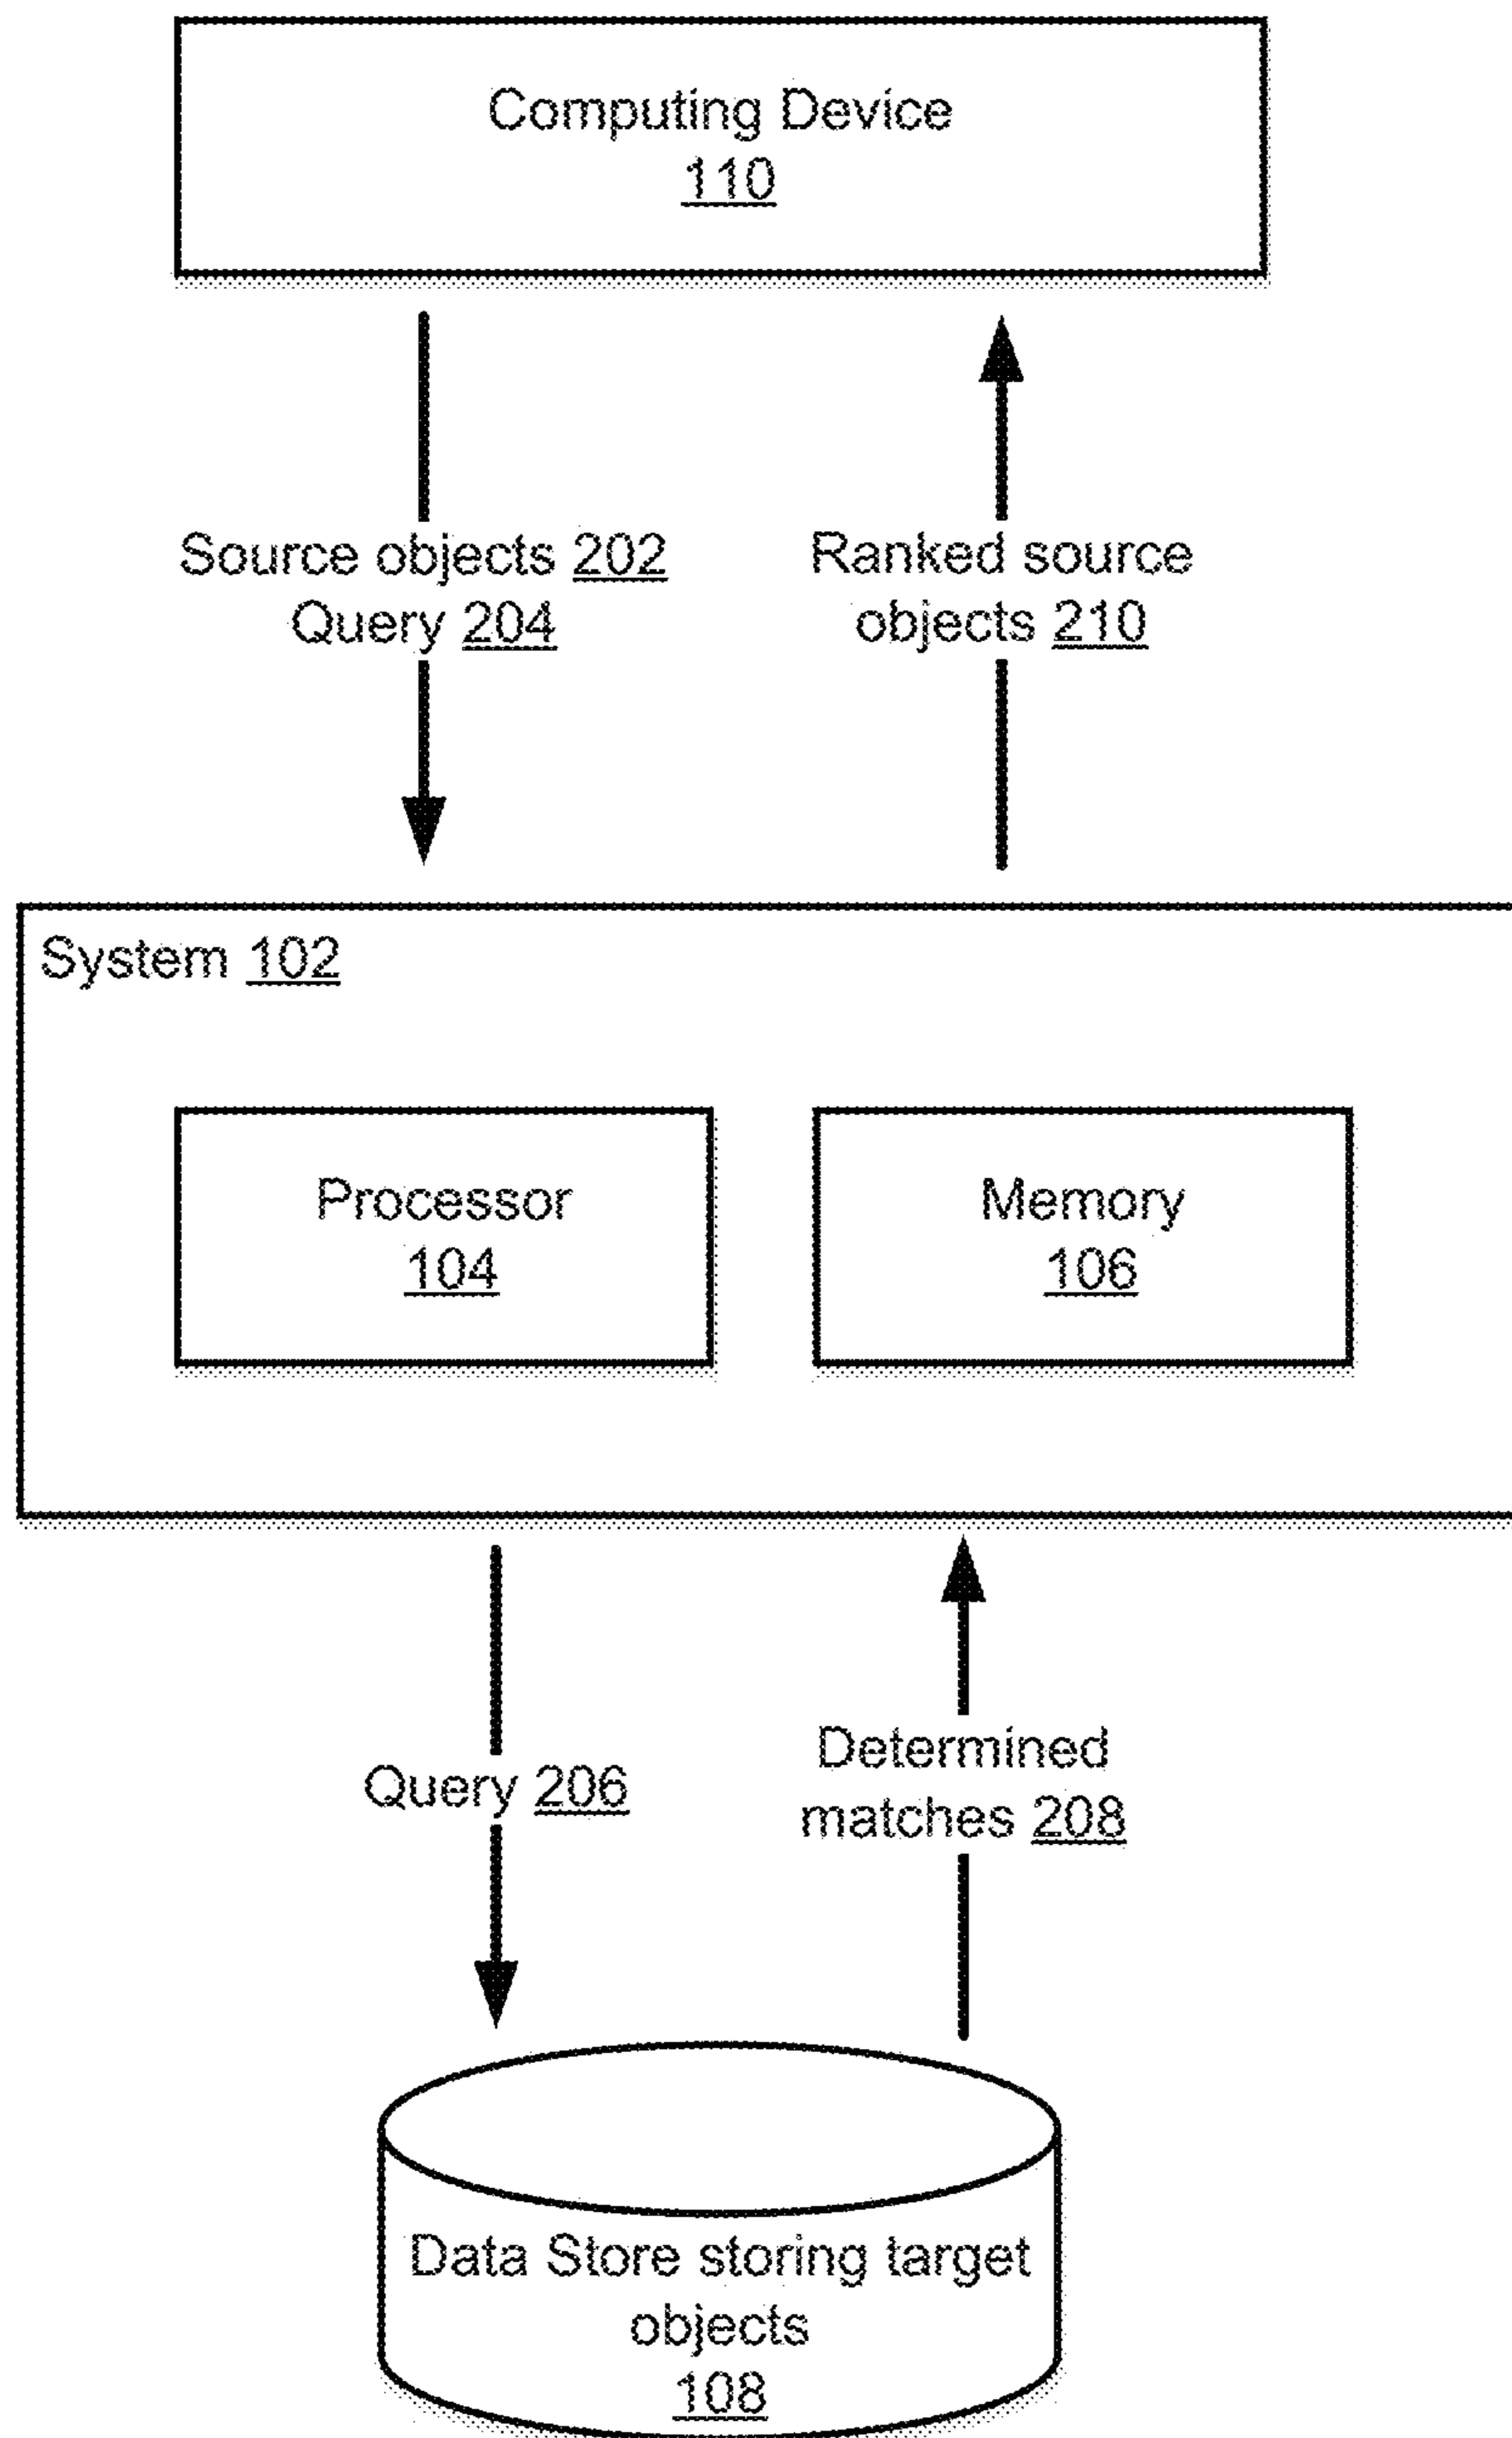 Computing Device
110
Source objects 202
Query 204
Ranked source
objects 210
System 102
Processor
104
Memory
106
Query 206
Determined
matches 208
Data Store storing target
objects
108